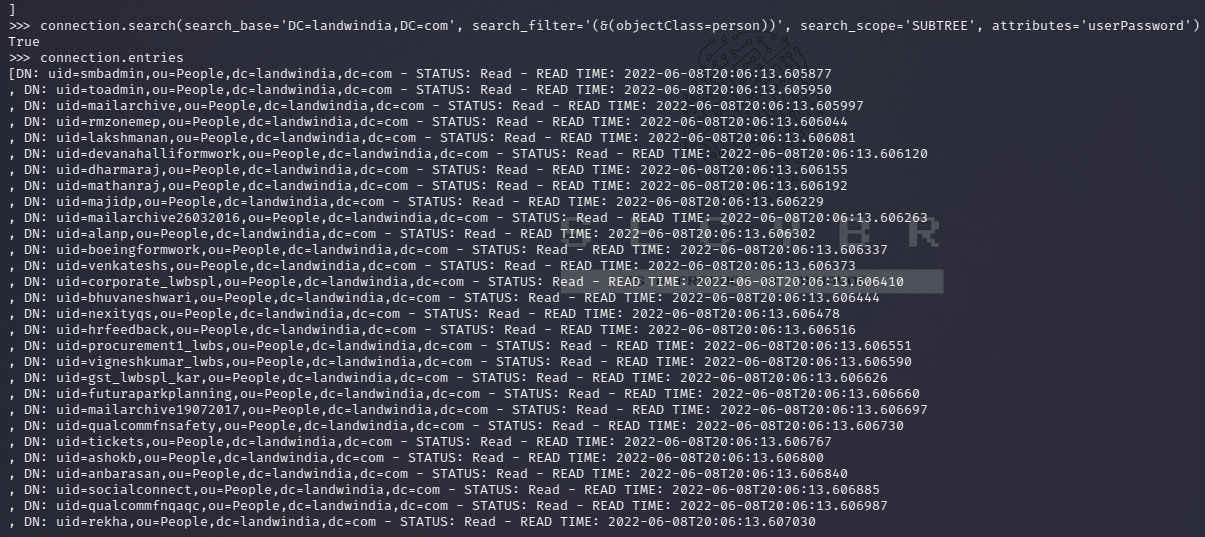 ]
>>> connection.search(search_base='DC=landwindia,DC=com', search_filter='(&(objectClass=person))', search_scope='SUBTREE', attributes='userPassword')
True
>>> connection.entries
[DN: uid=smbadmin,ou=People,dc=landwindia,dc=com - STATUS: Read - READ TIME: 2022-06-08T20:06:13.605877
, DN: uid=toadmin,ou=People,dc=landwindia,dc=com - STATUS: Read - READ TIME: 2022-06-08T20:06:13.605950
, DN: uid=mailarchive,ou=People,dc=landwindia,dc=com - STATUS: Read - READ TIME: 2022-06-08T20:06:13.605997
, DN: uid=rmzonemep,ou=People,dc=landwindia,dc=com - STATUS: Read - READ TIME: 2022-06-08T20:06:13.606044
, DN: uid=lakshmanan,ou=People,dc=landwindia,dc=com - STATUS: Read - READ TIME: 2022-06-08T20:06:13.606081
, DN: uid=devanahalliformwork,ou=People,dc=landwindia,dc=com - STATUS: Read - READ TIME: 2022-06-08T20:06:13.606120
, DN: uid=dharmaraj,ou=People,dc=landwindia,dc=com - STATUS: Read - READ TIME: 2022-06-08T20:06:13.606155
, DN: uid=mathanraj,ou=People,dc=landwindia,dc=com - STATUS: Read - READ TIME: 2022-06-08T20:06:13.606192
, DN: uid=majidp,ou=People,dc=landwindia,dc=com - STATUS: Read - READ TIME: 2022-06-08T20:06:13.606229
, DN: uid=mailarchive26032016,ou=People,dc=landwindia,dc=com - STATUS: Read - READ TIME: 2022-06-08T20:06:13.606263
, DN: uid=alanp,ou=People,dc=landwindia,dc=com - STATUS: Read - READ TIME: 2022-06-08T20:06:13.606302
, DN: uid=boeingformwork,ou=People,dc=landwindia,dc=com - STATUS: Read - READ TIME: 2022-06-08T20:06:13.606337
, DN: uid=venkateshs,ou=People,dc=landwindia,dc=com - STATUS: Read - READ TIME: 2022-06-08T20:06:13.606373
, DN: uid=corporate_lwbspl,ou=People,dc=landwindia,dc=com - STATUS: Read - READ TIME: 2022-06-08T20:06:13.606410
, DN: uid=bhuvaneshwari,ou=People,dc=landwindia,dc=com - STATUS: Read - READ TIME: 2022-06-08T20:06:13.606444
, DN: uid=nexityqs,ou=People,dc=landwindia,dc=com - STATUS: Read - READ TIME: 2022-06-08T20:06:13.606478
, DN: uid=hrfeedback,ou=People,dc=landwindia,dc=com - STATUS: Read - READ TIME: 2022-06-08T20:06:13.606516
, DN: uid=procurement1_lwbs,ou=People,dc=landwindia,dc=com - STATUS: Read - READ TIME: 2022-06-08T20:06:13.606551
, DN: uid=vigneshkumar_lwbs,ou=People,dc=landwindia,dc=com - STATUS: Read - READ TIME: 2022-06-08T20:06:13.606590
, DN: uid=gst_lwbspl_kar,ou=People,dc=landwindia,dc=com - STATUS: Read - READ TIME: 2022-06-08T20:06:13.606626
, DN: uid=futuraparkplanning,ou=People,dc=landwindia,dc=com - STATUS: Read - READ TIME: 2022-06-08T20:06:13.606660
, DN: uid=mailarchive19072017,ou=People,dc=landwindia,dc=com - STATUS: Read - READ TIME: 2022-06-08T20:06:13.606697
, DN: uid=qualcommfnsafety,ou=People,dc=landwindia,dc=com - STATUS: Read - READ TIME: 2022-06-08T20:06:13.606730
, DN: uid=tickets,ou=People,dc=landwindia,dc=com - STATUS: Read - READ TIME: 2022-06-08T20:06:13.606767
, DN: uid=ashokb,ou=People,dc=landwindia,dc=com - STATUS: Read - READ TIME: 2022-06-08T20:06:13.606800
, DN: uid=anbarasan,ou=People,dc=landwindia,dc=com - STATUS: Read - READ TIME: 2022-06-08T20:06:13.606840
, DN: uid=socialconnect,ou=People,dc=landwindia,dc=com - STATUS: Read - READ TIME: 2022-06-08T20:06:13.606885
, DN: uid=qualcommfnqaqc,ou=People,dc=landwindia,dc=com - STATUS: Read - READ TIME: 2022-06-08T20:06:13.606987
, DN: uid=rekha,ou=People,dc=landwindia,dc=com - STATUS: Read - READ TIME: 2022-06-08T20:06:13.607030